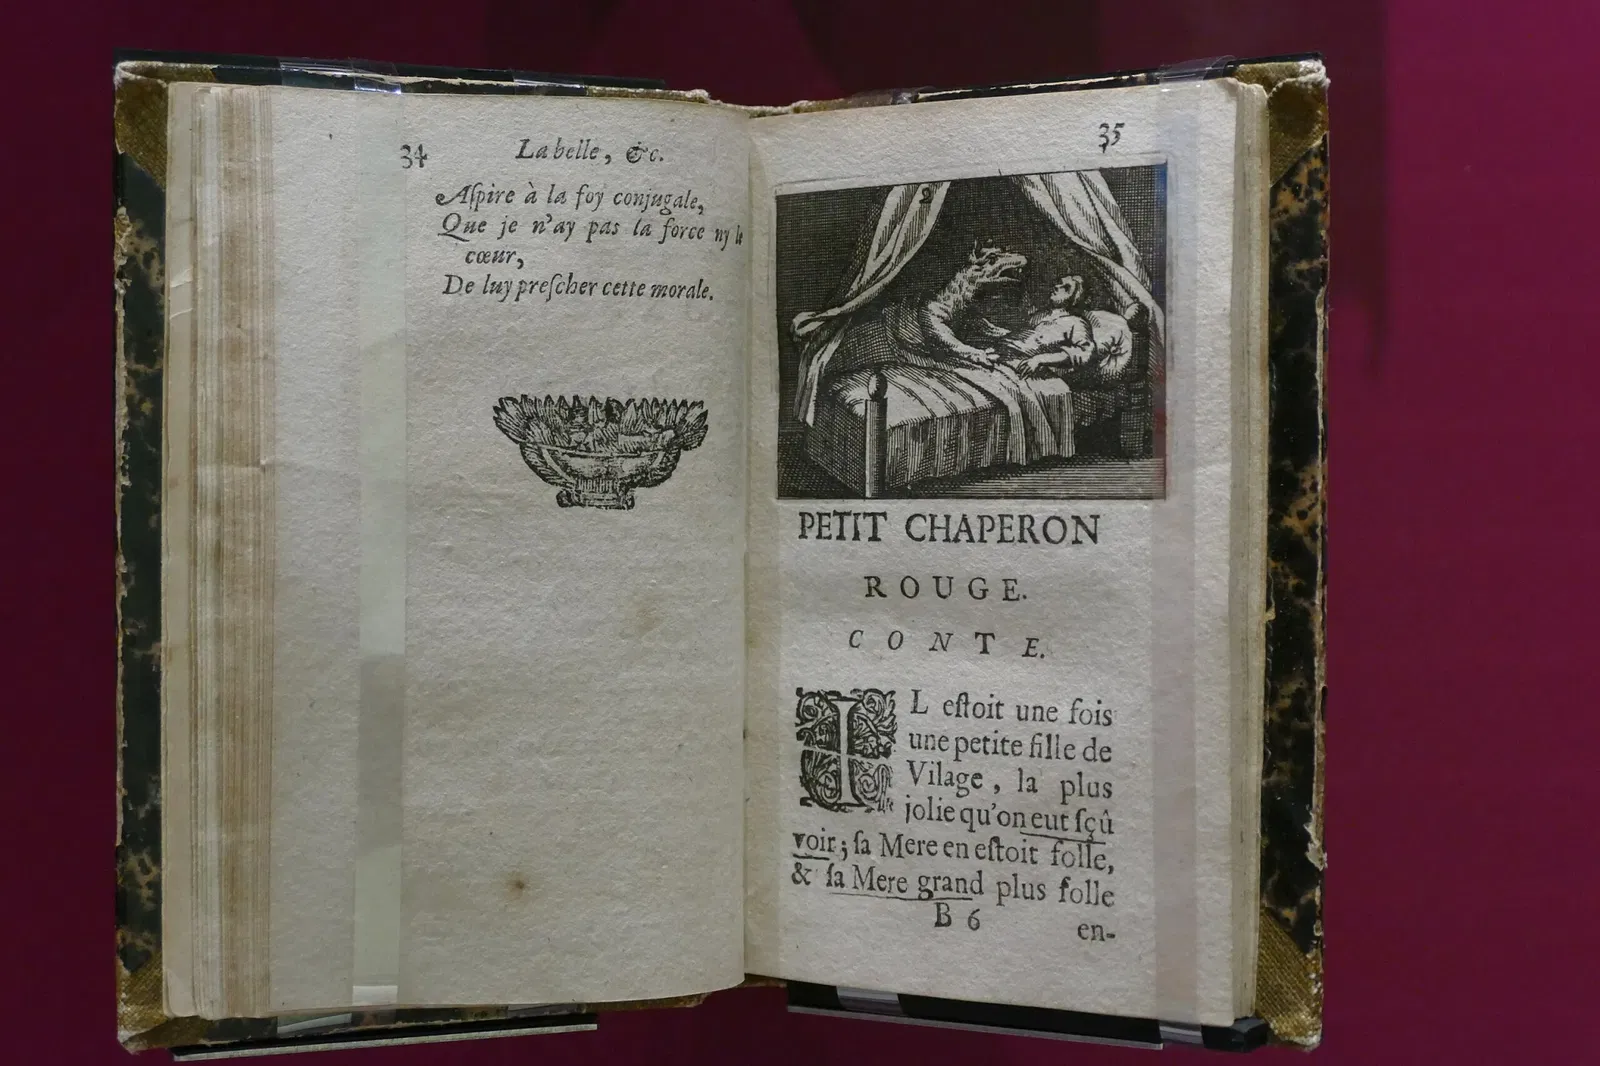 34
La belle, &c.
Aſpire à la foy conjugale,
Que je n'ay pas la force ny le
cœur,
De luy preſcher cette morale.
35
2
PETIT CHAPERON
ROUGE.
CONTE.
IL eſtoit une fois
une petite fille de
Vilage, la plus
jolie qu'on eut ſçû
voir; ſa Mere en eſtoit folle,
& ſa Mere grand plus folle
B 6
en-